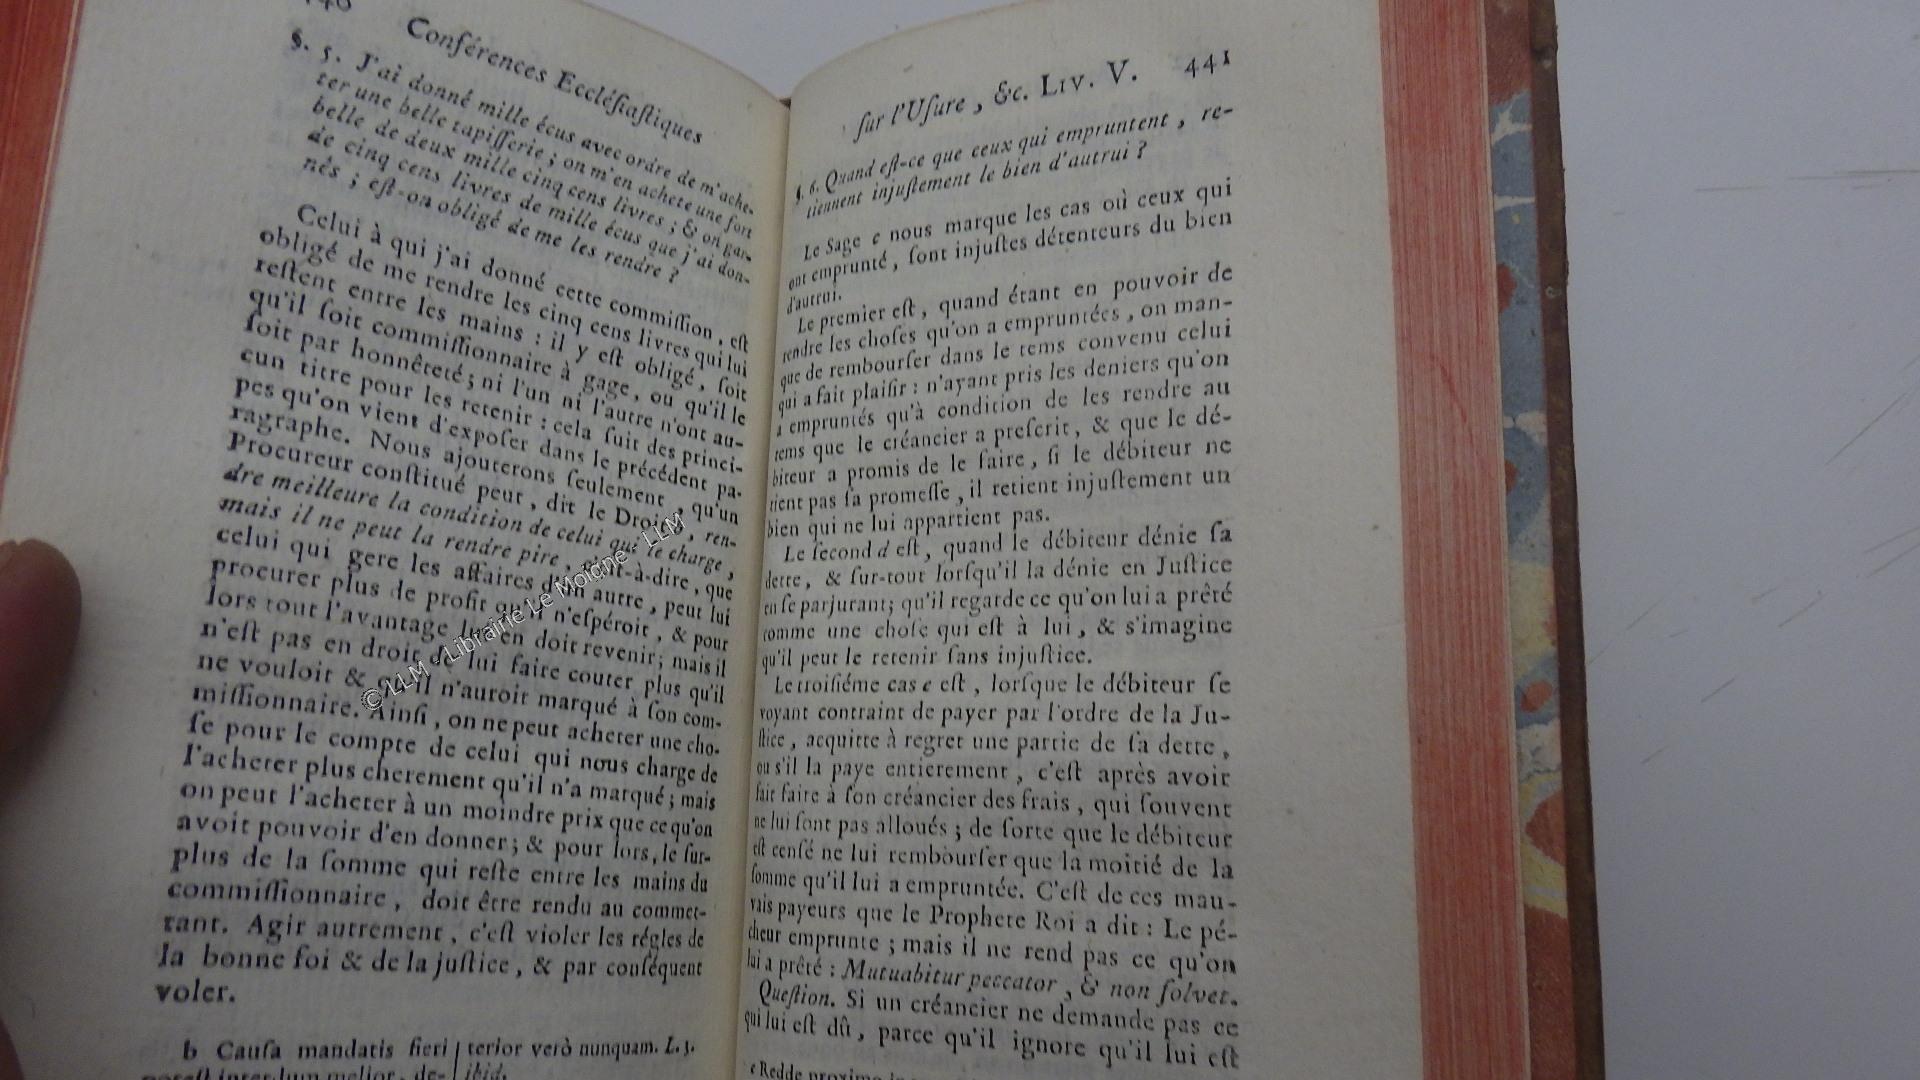 Conférences Ecclésiastiques
§. 5. J'ai donné mille écus avec ordre de m'ache-
ter une belle tapisserie ; on m'en achete une fort
belle de deux mille cinq cens livres ; & on gar-
de cinq cens livres de mille écus que j'ai don-
nés ; est-on obligé de me les rendre ?
Celui à qui j'ai donné cette commission, est
obligé de me rendre les cinq cens livres qui lui
restent entre les mains : il y est obligé, soit
qu'il soit commissionnaire à gage, ou qu'il le
soit par honnêteté ; ni l'un ni l'autre n'ont au-
cun titre pour les retenir : cela suit des princi-
pes qu'on vient d'exposer dans le précédent pa-
ragraphe. Nous ajouterons seulement, qu'un
Procureur constitué peut, dit le Droit, ren-
dre meilleure la condition de celui qui le charge,
mais il ne peut la rendre pire, c'est-à-dire, que
celui qui gere les affaires d'un autre, peut lui
procurer plus de profit qu'il n'espéroit, & pour
lors tout l'avantage lui en doit revenir ; mais il
n'est pas en droit de lui faire couter plus qu'il
ne vouloit & qu'il n'auroit marqué à son com-
missionnaire. Ainsi, on ne peut acheter une cho-
se pour le compte de celui qui nous charge de
l'acheter plus cherement qu'il n'a marqué ; mais
on peut l'acheter à un moindre prix que ce qu'on
avoit pouvoir d'en donner ; & pour lors, le sur-
plus de la somme qui reste entre les mains du
commissionnaire, doit être rendu au commet-
tant. Agir autrement, c'est violer les régles de
la bonne foi & de la justice, & par conséquent
voler.
b Causa mandatis fieri
potest interdum melior, de-
terior verò nunquam. L. 3.
ibid.
sur l'Usure, &c. LIV. V. 441
§. 6. Quand est-ce que ceux qui empruntent, re-
tiennent injustement le bien d'autrui ?
Le Sage c nous marque les cas où ceux qui
ont emprunté, sont injustes détenteurs du bien
d'autrui.
Le premier est, quand étant en pouvoir de
rendre les choses qu'on a empruntées, on man-
que de rembourser dans le tems convenu celui
qui a fait plaisir : n'ayant pris les deniers qu'on
a empruntés qu'à condition de les rendre au
tems que le créancier a prescrit, & que le dé-
biteur a promis de le faire, si le débiteur ne
tient pas sa promesse, il retient injustement un
bien qui ne lui appartient pas.
Le second d est, quand le débiteur dénie sa
dette, & sur-tout lorsqu'il la dénie en Justice
en se parjurant ; qu'il regarde ce qu'on lui a prêté
comme une chose qui est à lui, & s'imagine
qu'il peut le retenir sans injustice.
Le troisiéme cas e est, lorsque le débiteur se
voyant contraint de payer par l'ordre de la Ju-
stice, acquitte à regret une partie de sa dette,
ou s'il la paye entierement, c'est après avoir
fait faire à son créancier des frais, qui souvent
ne lui sont pas alloués ; de sorte que le débiteur
est censé ne lui rembourser que la moitié de la
somme qu'il lui a empruntée. C'est de ces mau-
vais payeurs que le Prophete Roi a dit : Le pé-
cheur emprunte ; mais il ne rend pas ce qu'on
lui a prêté : Mutuabitur peccator, & non solvet.
Question. Si un créancier ne demande pas ce
qui lui est dû, parce qu'il ignore qu'il lui est
c Redde proximo
© LLM - Librairie Le Moigne - LLM